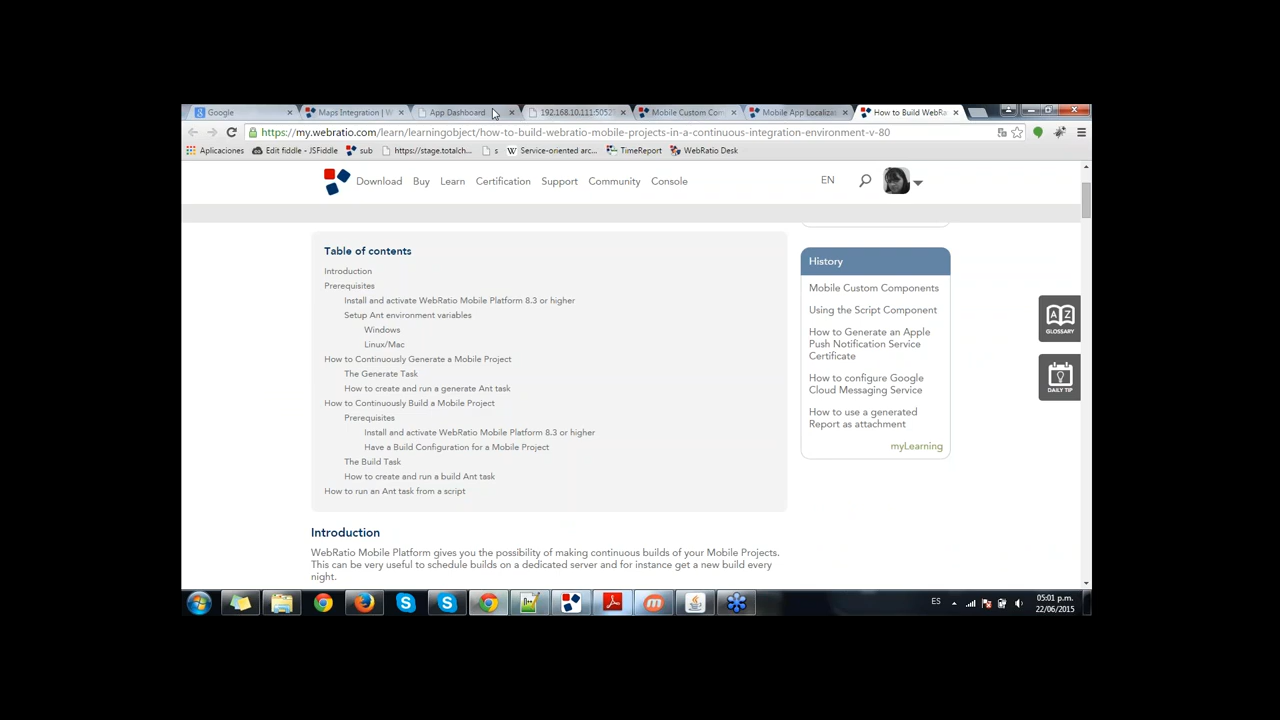 Google
Maps Integration | W
App Dashboard
192.168.10.111:5052
Mobile Custom Com
Mobile App Localiza
How to Build WebRa
https://my.webratio.com/learn/learningobject/how-to-build-webratio-mobile-projects-in-a-continuous-integration-environment-v-80
Aplicaciones
Edit fiddle - JSFiddle
sub
https://stage.totalch...
s
Service-oriented arc...
TimeReport
WebRatio Desk
Download
Buy
Learn
Certification
Support
Community
Console
EN
Table of contents
Introduction
Prerequisites
Install and activate WebRatio Mobile Platform 8.3 or higher
Setup Ant environment variables
Windows
Linux/Mac
How to Continuously Generate a Mobile Project
The Generate Task
How to create and run a generate Ant task
How to Continuously Build a Mobile Project
Prerequisites
Install and activate WebRatio Mobile Platform 8.3 or higher
Have a Build Configuration for a Mobile Project
The Build Task
How to create and run a build Ant task
How to run an Ant task from a script
Introduction
WebRatio Mobile Platform gives you the possibility of making continuous builds of your Mobile Projects.
This can be very useful to schedule builds on a dedicated server and for instance get a new build every
night.
History
Mobile Custom Components
Using the Script Component
How to Generate an Apple
Push Notification Service
Certificate
How to configure Google
Cloud Messaging Service
How to use a generated
Report as attachment
myLearning
A Z
GLOSSARY
DAILY TIP
ES
05:01 p.m.
22/06/2015